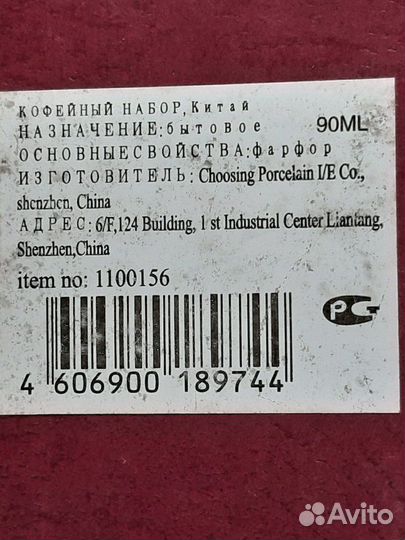 КОФЕЙНЫЙ НАБОР, Китай
НАЗНАЧЕНИЕ: бытовое 90ML
ОСНОВНЫЕСВОЙСТВА: фарфор
ИЗГОТОВИТЕЛЬ: Choosing Porcelain I/E Co.,
shenzhen, China
АДРЕС: 6/F,124 Building, 1 st Industrial Center Liantang,
Shenzhen,China
item no: 1100156
РСТ
4 606900 189744
Avito